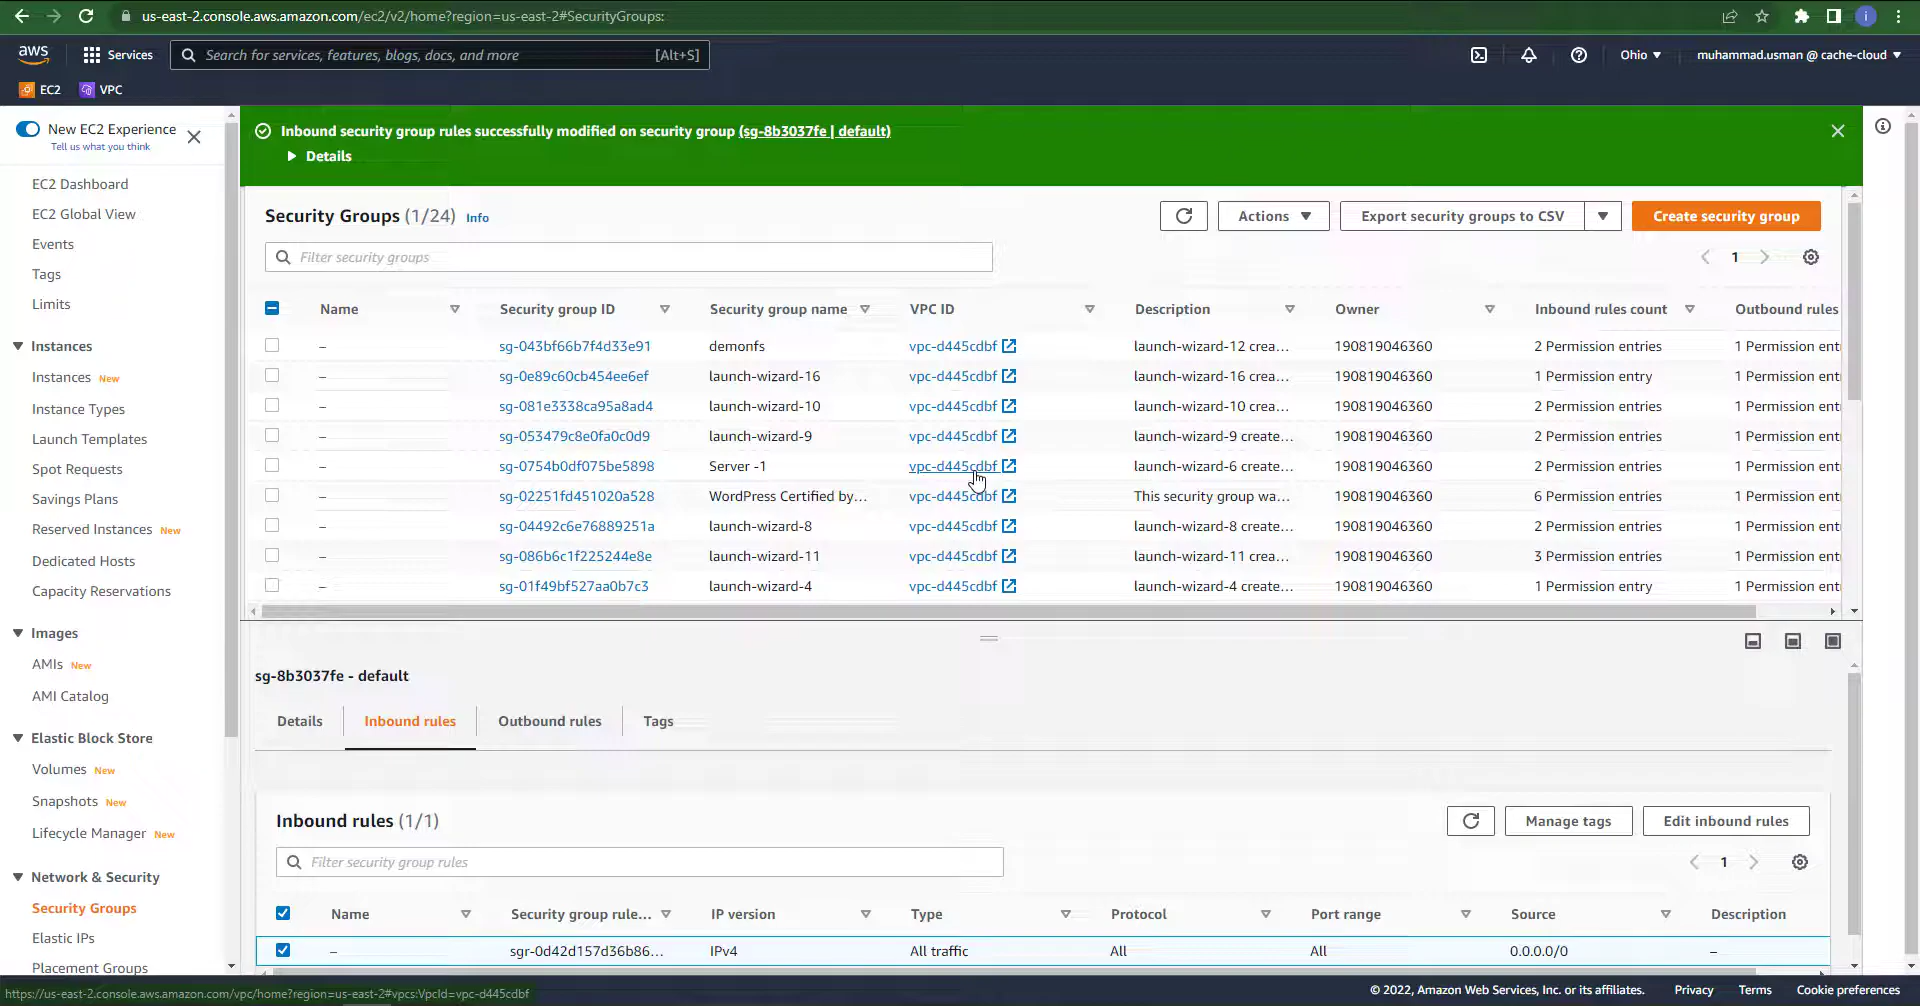 us-east-2.console.aws.amazon.com/ec2/v2/home?region=us-east-2#SecurityGroups:
i
aws
Services
Search for services, features, blogs, docs, and more
[Alt+S]
Ohio
muhammad.usman @ cache-cloud
EC2
VPC
New EC2 Experience
Tell us what you think
EC2 Dashboard
EC2 Global View
Events
Tags
Limits
Instances
Instances New
Instance Types
Launch Templates
Spot Requests
Savings Plans
Reserved Instances New
Dedicated Hosts
Capacity Reservations
Images
AMIs New
AMI Catalog
Elastic Block Store
Volumes New
Snapshots New
Lifecycle Manager New
Network & Security
Security Groups
Elastic IPs
Placement Groups
Inbound security group rules successfully modified on security group (sg-8b3037fe | default)
Details
Security Groups (1/24) Info
Actions
Export security groups to CSV
Create security group
Filter security groups
1
Name Security group ID Security group name VPC ID Description Owner Inbound rules count Outbound rules
– sg-043bf66b7f4d33e91 demonfs vpc-d445cdbf launch-wizard-12 crea... 190819046360 2 Permission entries 1 Permission ent
– sg-0e89c60cb454ee6ef launch-wizard-16 vpc-d445cdbf launch-wizard-16 crea... 190819046360 1 Permission entry 1 Permission ent
– sg-081e3338ca95a8ad4 launch-wizard-10 vpc-d445cdbf launch-wizard-10 crea... 190819046360 2 Permission entries 1 Permission ent
– sg-053479c8e0fa0c0d9 launch-wizard-9 vpc-d445cdbf launch-wizard-9 create... 190819046360 2 Permission entries 1 Permission ent
– sg-0754b0df075be5898 Server -1 vpc-d445cdbf launch-wizard-6 create... 190819046360 2 Permission entries 1 Permission ent
– sg-02251fd451020a528 WordPress Certified by... vpc-d445cdbf This security group wa... 190819046360 6 Permission entries 1 Permission ent
– sg-04492c6e76889251a launch-wizard-8 vpc-d445cdbf launch-wizard-8 create... 190819046360 2 Permission entries 1 Permission ent
– sg-086b6c1f225244e8e launch-wizard-11 vpc-d445cdbf launch-wizard-11 crea... 190819046360 3 Permission entries 1 Permission ent
– sg-01f49bf527aa0b7c3 launch-wizard-4 vpc-d445cdbf launch-wizard-4 create... 190819046360 1 Permission entry 1 Permission ent
sg-8b3037fe - default
Details
Inbound rules
Outbound rules
Tags
Inbound rules (1/1)
Manage tags
Edit inbound rules
Filter security group rules
1
Name Security group rule... IP version Type Protocol Port range Source Description
– sgr-0d42d157d36b86... IPv4 All traffic All All 0.0.0.0/0 –
https://us-east-2.console.aws.amazon.com/vpc/home?region=us-east-2#vpcs:VpcId=vpc-d445cdbf
© 2022, Amazon Web Services, Inc. or its affiliates.
Privacy
Terms
Cookie preferences